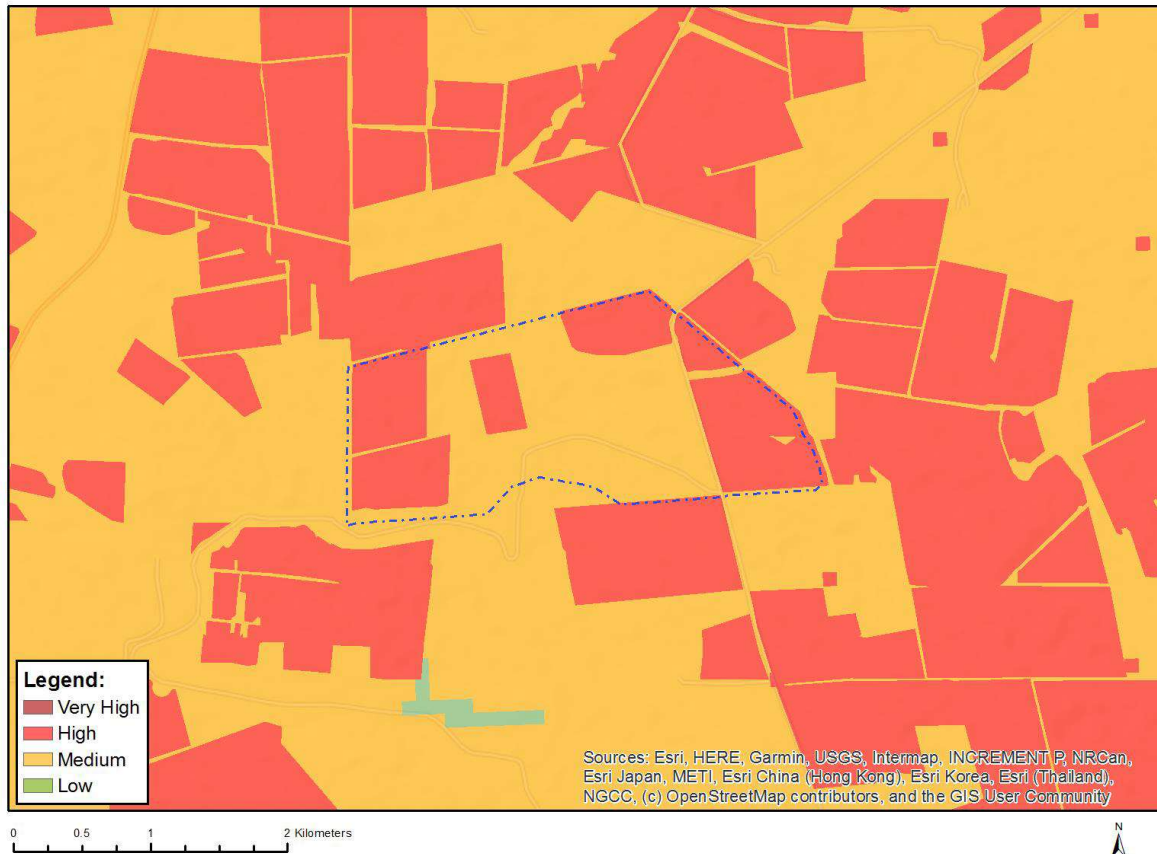 Legend:
Very High
High
Medium
Low
Sources: Esri, HERE, Garmin, USGS, Intermap, INCREMENT P, NRCan,
Esri Japan, METI, Esri China (Hong Kong), Esri Korea, Esri (Thailand),
NGCC, (c) OpenStreetMap contributors, and the GIS User Community
0 0.5 1 2 Kilometers
N